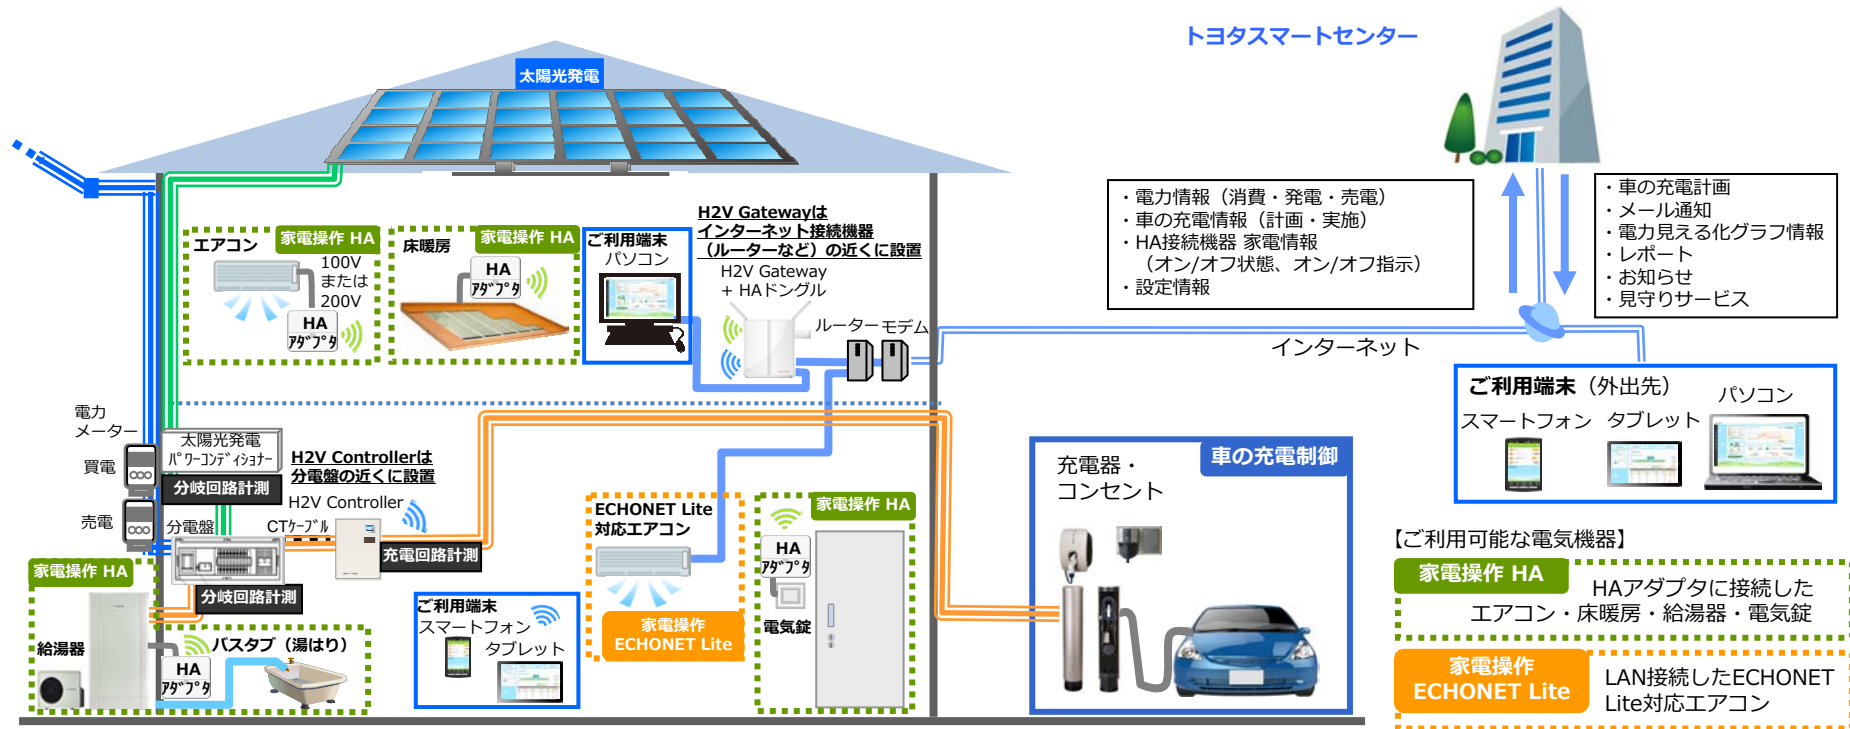 トヨタスマートセンター
太陽光発電
・電力情報（消費・発電・売電）
・車の充電情報（計画・実施）
・HA接続機器 家電情報
（オン/オフ状態、オン/オフ指示）
・設定情報
・車の充電計画
・メール通知
・電力見える化グラフ情報
・レポート
・お知らせ
・見守りサービス
エアコン
家電操作 HA
100V
または
200V
HA
ｱﾀﾞﾌﾟﾀ
床暖房
家電操作 HA
HA
ｱﾀﾞﾌﾟﾀ
ご利用端末
パソコン
H2V Gatewayは
インターネット接続機器
（ルーターなど）の近くに設置
H2V Gateway
+ HAドングル
ルーター
モデム
インターネット
ご利用端末（外出先）
スマートフォン
タブレット
パソコン
電力
メーター
買電
売電
太陽光発電
ﾊﾟﾜｰｺﾝﾃﾞｨｼｮﾅｰ
分岐回路計測
H2V Controllerは
分電盤の近くに設置
H2V Controller
分電盤
CTｹｰﾌﾞﾙ
充電回路計測
分岐回路計測
家電操作 HA
給湯器
バスタブ（湯はり）
HA
ｱﾀﾞﾌﾟﾀ
ご利用端末
スマートフォン
タブレット
ECHONET Lite
対応エアコン
家電操作
ECHONET Lite
家電操作 HA
HA
ｱﾀﾞﾌﾟﾀ
電気錠
車の充電制御
充電器・
コンセント
【ご利用可能な電気機器】
家電操作 HA
HAアダプタに接続した
エアコン・床暖房・給湯器・電気錠
家電操作
ECHONET Lite
LAN接続したECHONET
Lite対応エアコン